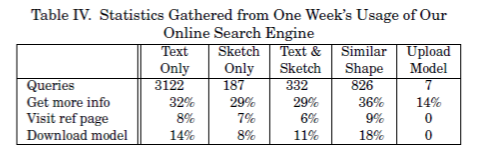 Table IV. Statistics Gathered from One Week's Usage of Our
Online Search Engine
Text Sketch Text & Similar Upload
Only Only Sketch Shape Model
Queries 3122 187 332 826 7
Get more info 32% 29% 29% 36% 14%
Visit ref page 8% 7% 6% 9% 0
Download model 14% 8% 11% 18% 0